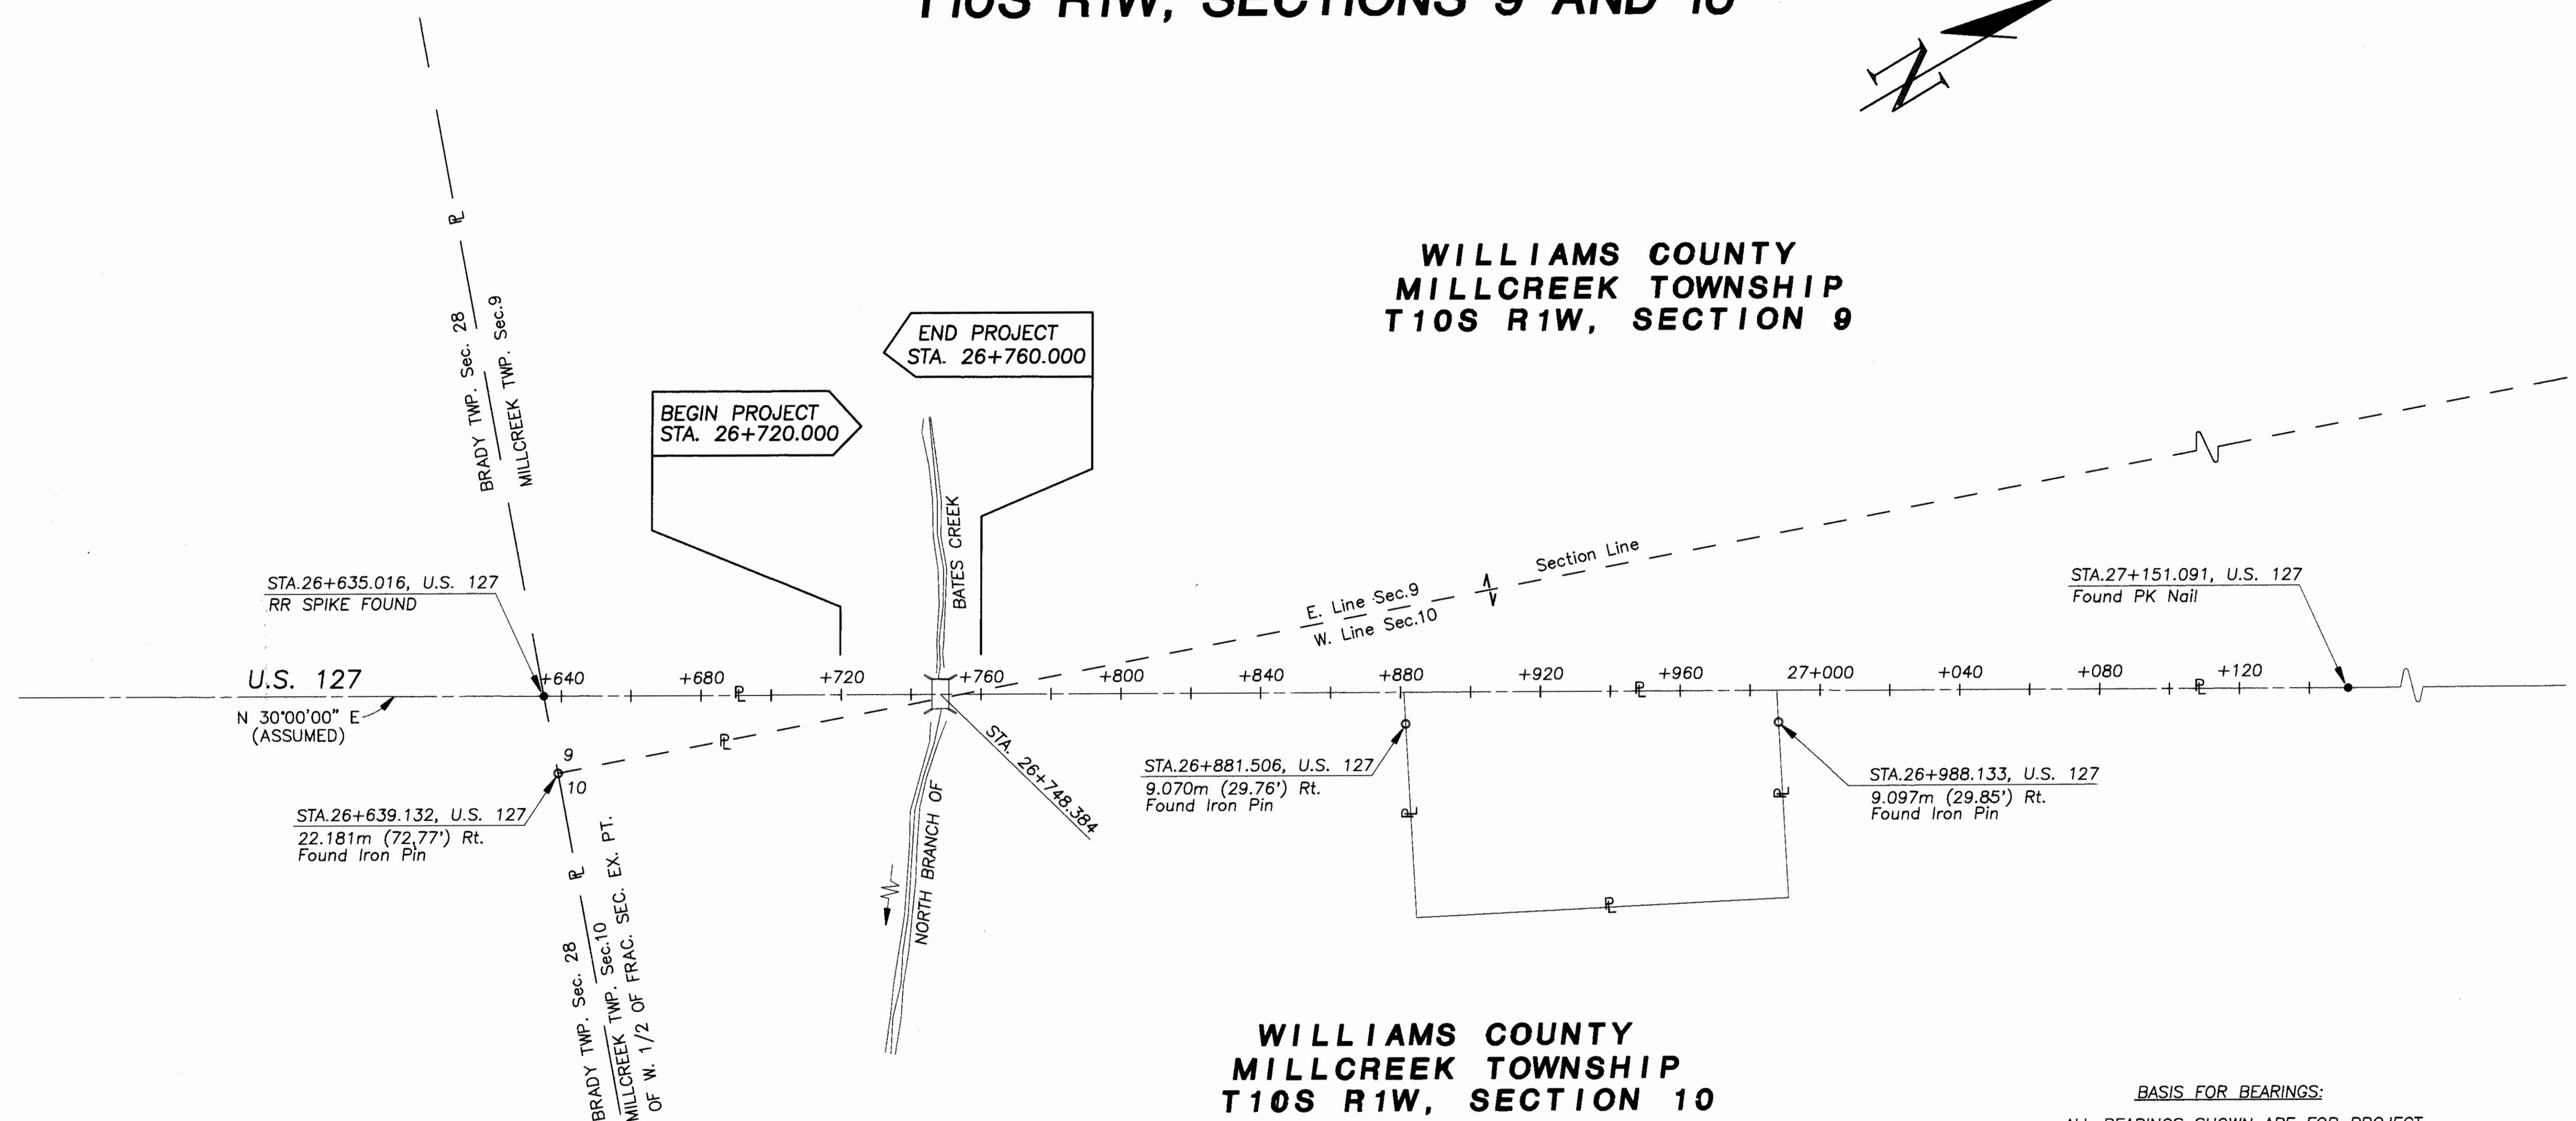 T10S R1W, SECTIONS 9 AND 10
N
WILLIAMS COUNTY
MILLCREEK TOWNSHIP
T10S R1W, SECTION 9
BRADY TWP. Sec. 28
MILLCREEK TWP. Sec.9
END PROJECT
STA. 26+760.000
BEGIN PROJECT
STA. 26+720.000
BATES CREEK
STA.26+635.016, U.S. 127
RR SPIKE FOUND
E. Line Sec.9
W. Line Sec.10
Section Line
STA.27+151.091, U.S. 127
Found PK Nail
U.S. 127
+640 +680 +720 +760 +800 +840 +880 +920 +960 27+000 +040 +080 +120
N 30°00'00" E
(ASSUMED)
9
10
STA.26+639.132, U.S. 127
22.181m (72.77') Rt.
Found Iron Pin
STA. 26+748.384
NORTH BRANCH OF
STA.26+881.506, U.S. 127
9.070m (29.76') Rt.
Found Iron Pin
STA.26+988.133, U.S. 127
9.097m (29.85') Rt.
Found Iron Pin
BRADY TWP. Sec. 28
MILLCREEK TWP. Sec.10
OF W. 1/2 OF FRAC. SEC. EX. PT.
WILLIAMS COUNTY
MILLCREEK TOWNSHIP
T10S R1W, SECTION 10
BASIS FOR BEARINGS:
ALL BEARINGS SHOWN ARE FOR PROJECT